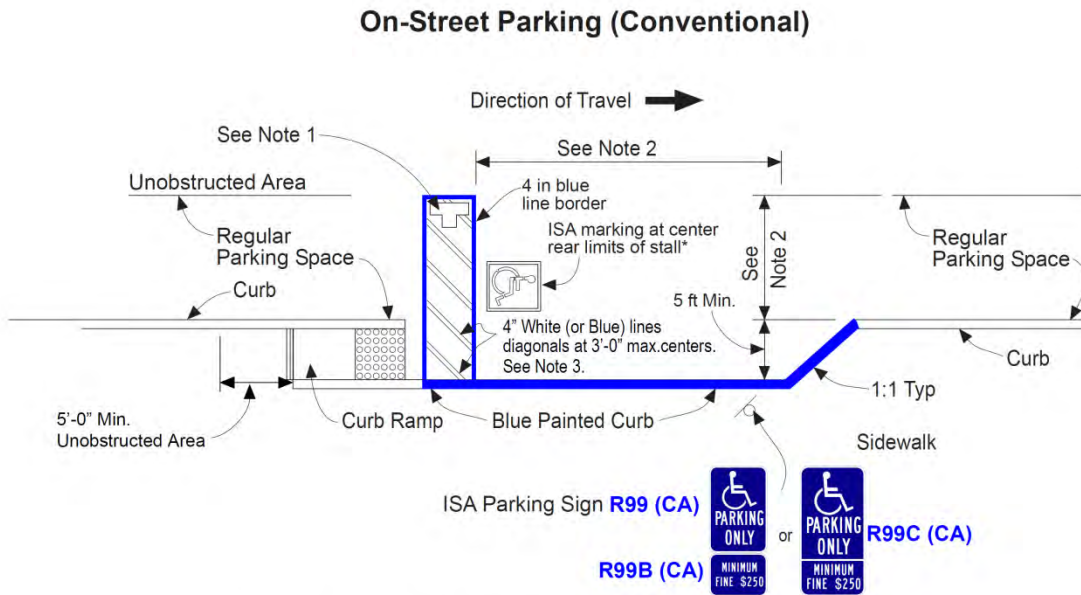 On-Street Parking (Conventional)
Direction of Travel
See Note 1
See Note 2
Unobstructed Area
4 in blue
line border
ISA marking at center
rear limits of stall*
Regular
Parking Space
See
Note 2
Regular
Parking Space
Curb
5 ft Min.
4” White (or Blue) lines
diagonals at 3’-0” max.centers.
See Note 3.
Curb
1:1 Typ
5’-0” Min.
Unobstructed Area
Curb Ramp
Blue Painted Curb
Sidewalk
ISA Parking Sign R99 (CA)
PARKING
ONLY
or
PARKING
ONLY
R99C (CA)
R99B (CA)
MINIMUM
FINE $250
MINIMUM
FINE $250